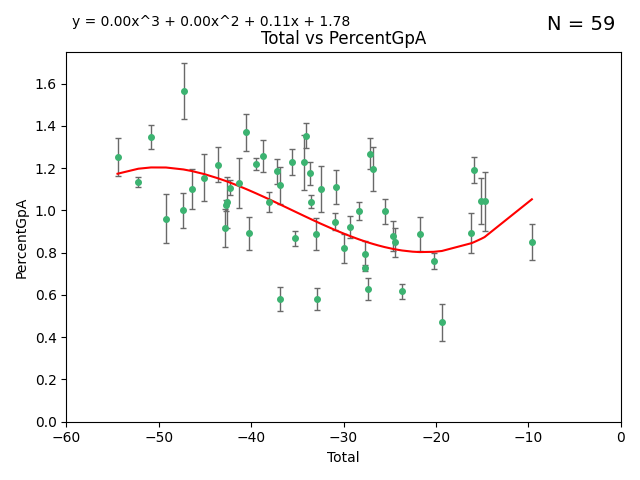 y = 0.00x^3 + 0.00x^2 + 0.11x + 1.78
N = 59
Total vs PercentGpA
PercentGpA
1.6
1.4
1.2
1.0
0.8
0.6
0.4
0.2
0.0
−60 −50 −40 −30 −20 −10 0
Total